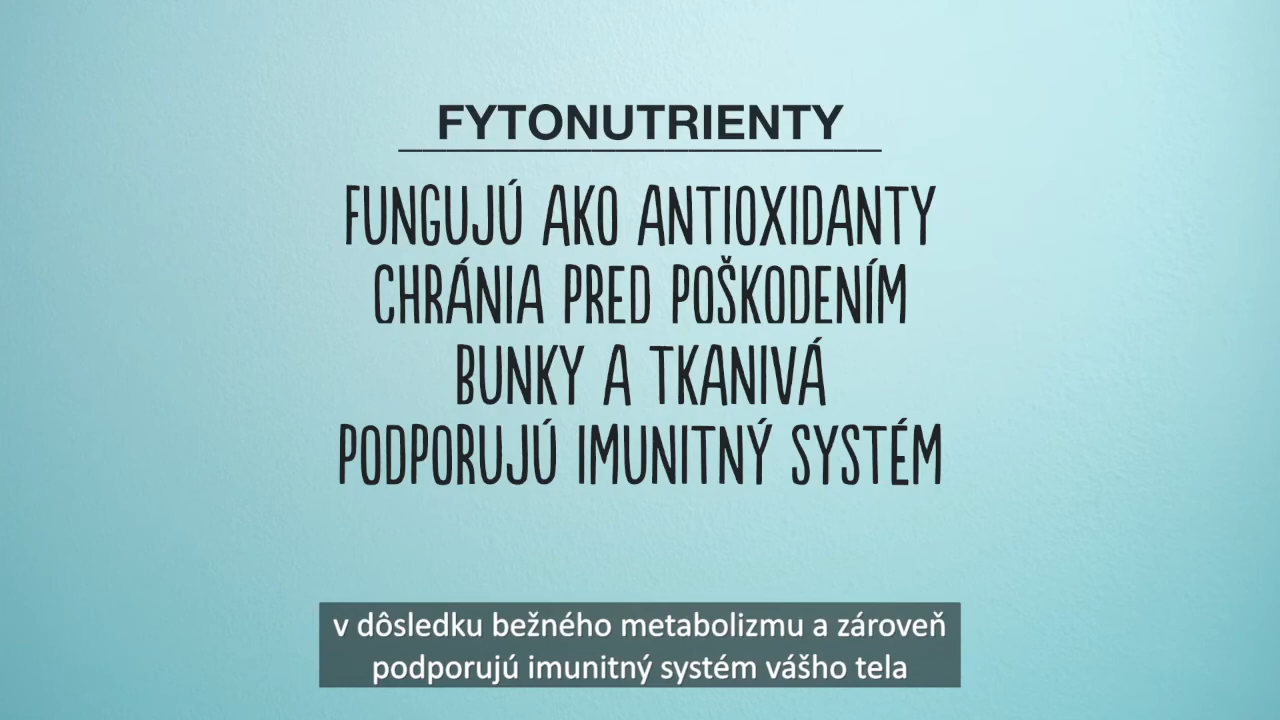 FYTONUTRIENTY
FUNGUJÚ AKO ANTIOXIDANTY
CHRÁNIA PRED POŠKODENÍM
BUNKY A TKANIVÁ
PODPORUJÚ IMUNITNÝ SYSTÉM
v dôsledku bežného metabolizmu a zároveň
podporujú imunitný systém vášho tela